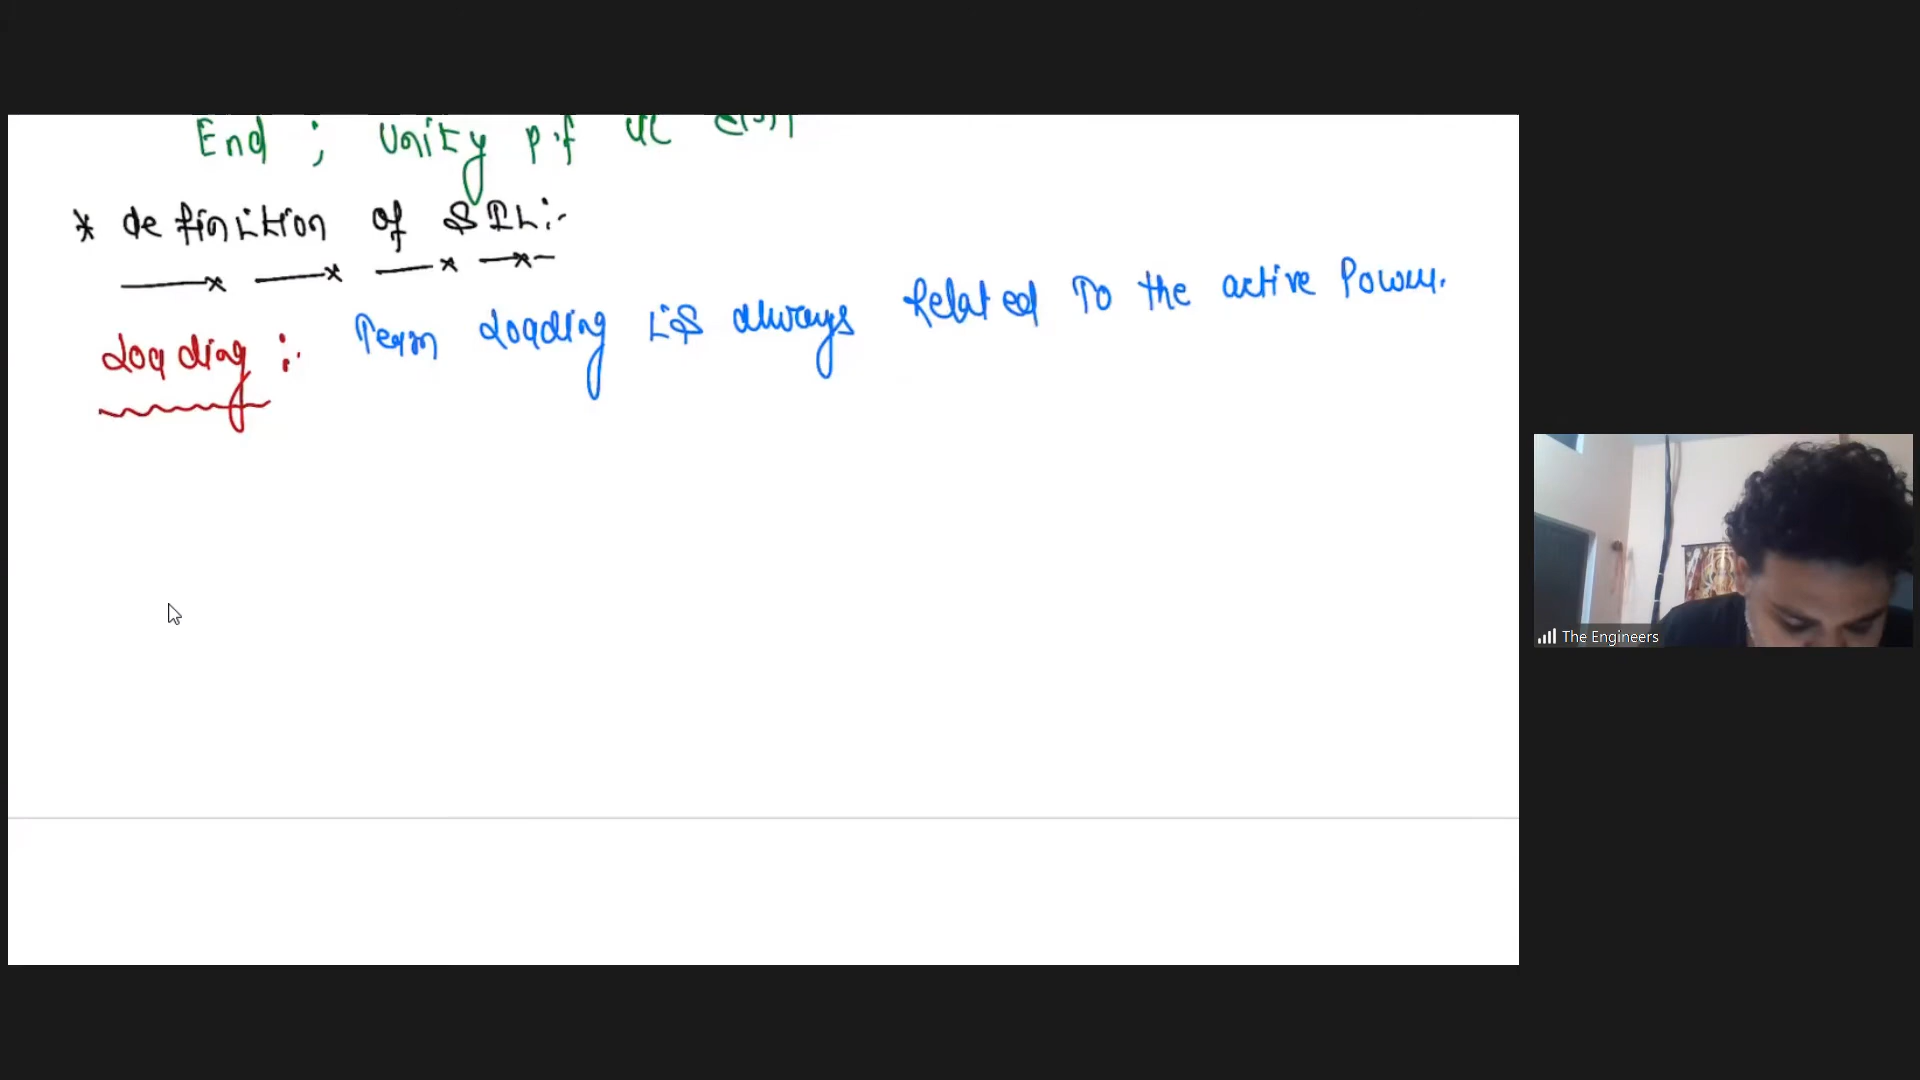 End ; Unity p.f at
* definition of SIL:-
Loading :- Term Loading is always Related To the active Power.
The Engineers